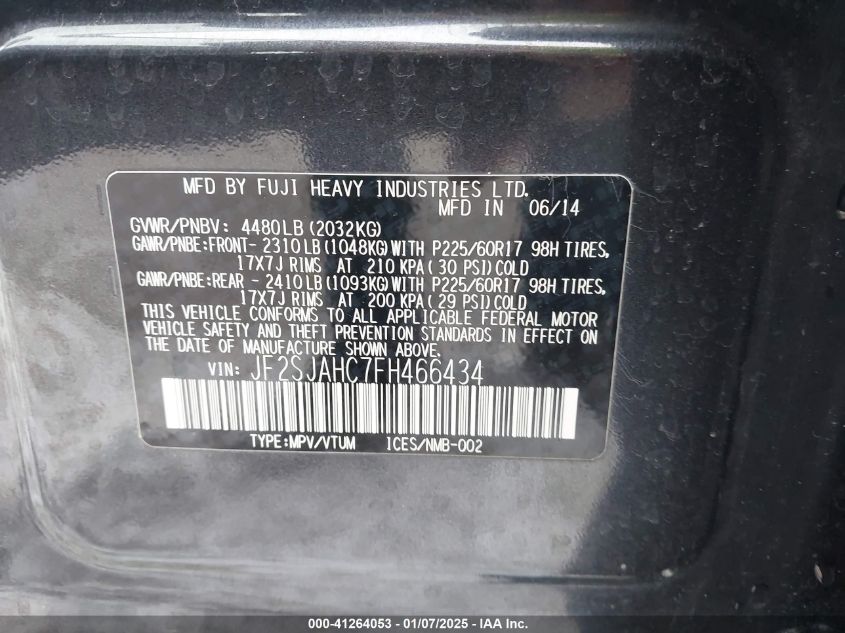 MFD BY FUJI HEAVY INDUSTRIES LTD.
MFD IN 06/14
GVWR/PNBV: 4480LB (2032KG)
GAWR/PNBE:FRONT- 2310LB(1048KG)WITH P225/60R17 98H TIRES,
17X7J RIMS AT 210 KPA(30 PSI)COLD
GAWR/PNBE:REAR - 2410LB(1093KG)WITH P225/60R17 98H TIRES,
17X7J RIMS AT 200 KPA(29 PSI)COLD
THIS VEHICLE CONFORMS TO ALL APPLICABLE FEDERAL MOTOR
VEHICLE SAFETY AND THEFT PREVENTION STANDARDS IN EFFECT ON
THE DATE OF MANUFACTURE SHOWN ABOVE.
VIN: JF2SJAHC7FH466434
TYPE:MPV/VTUM ICES/NMB-002
000-41264053 - 01/07/2025 - IAA Inc.